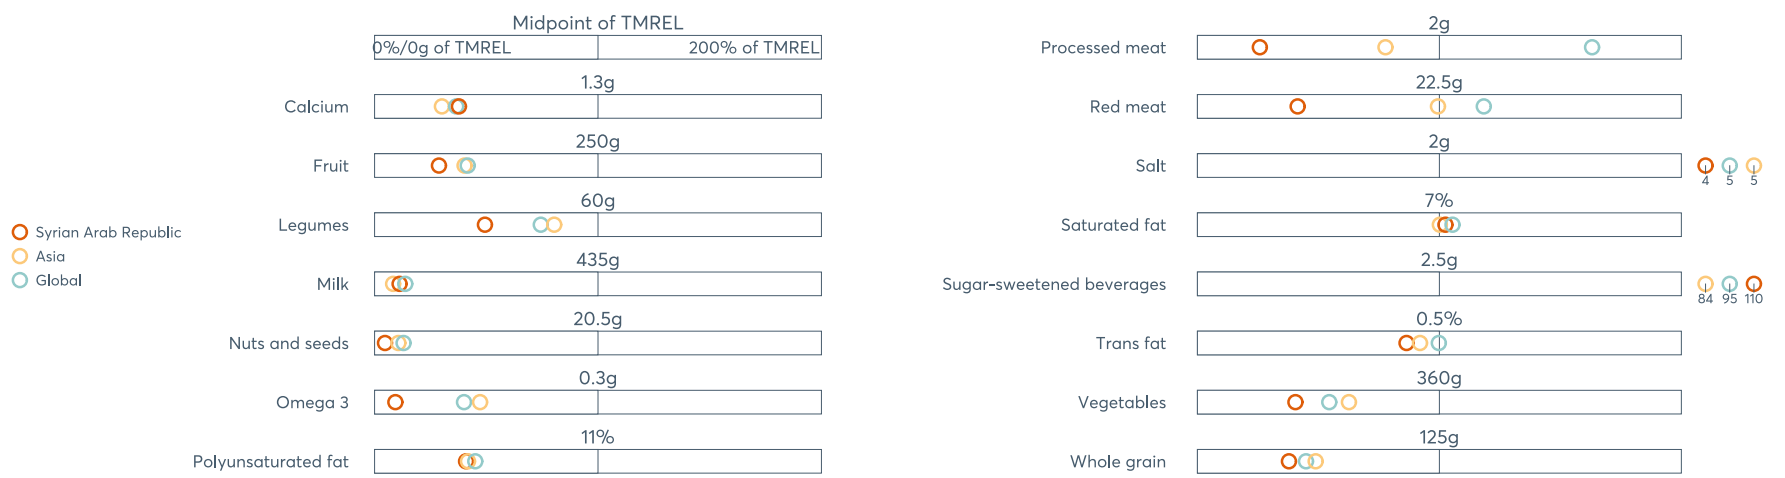 Midpoint of TMREL
0%/0g of TMREL 200% of TMREL
Calcium 1.3g
Fruit 250g
Legumes 60g
Milk 435g
Nuts and seeds 20.5g
Omega 3 0.3g
Polyunsaturated fat 11%
Syrian Arab Republic
Asia
Global
Processed meat 2g
Red meat 22.5g
Salt 2g
4 5 5
Saturated fat 7%
Sugar-sweetened beverages 2.5g
84 95 110
Trans fat 0.5%
Vegetables 360g
Whole grain 125g